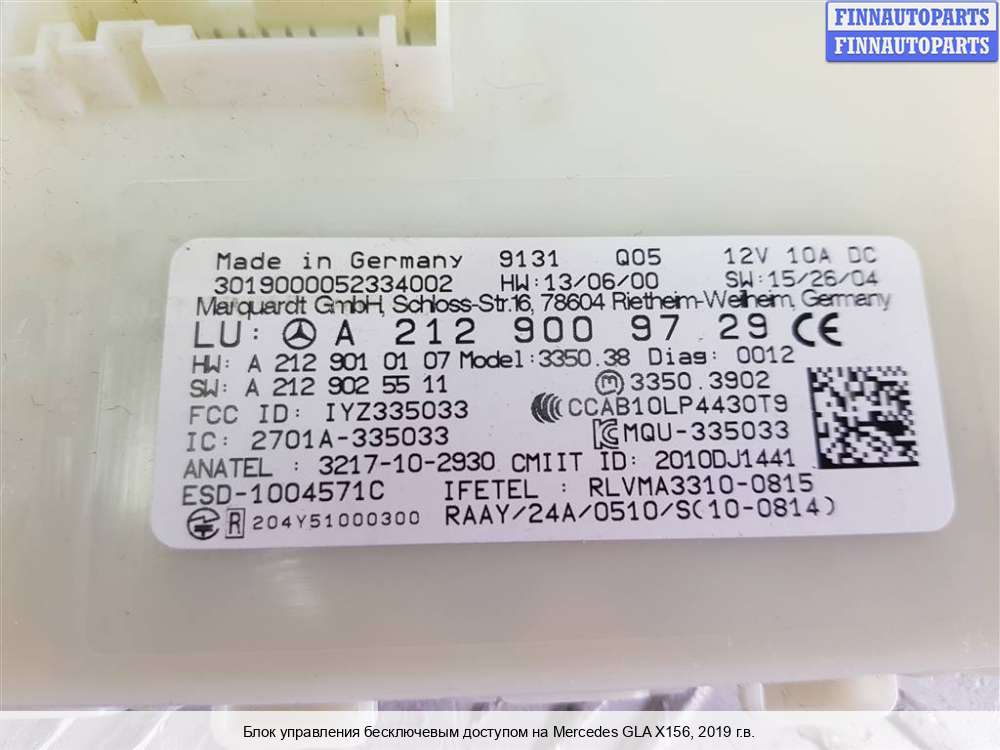 FINNAUTOPARTS
FINNAUTOPARTS
Made in Germany 9131 Q05 12V 10A DC
3019000052334002 HW:13/06/00 SW:15/26/04
Marquardt GmbH, Schloss-Str.16, 78604 Rietheim-Weilheim, Germany
LU: A 212 900 97 29 CE
HW: A 212 901 01 07 Model:3350.38 Diag: 0012
SW: A 212 902 55 11 m 3350.3902
FCC ID: IYZ335033 CCAB10LP4430T9
IC: 2701A-335033 MQU-335033
ANATEL : 3217-10-2930 CMIIT ID: 2010DJ1441
ESD-1004571C IFETEL : RLVMA3310-0815
R 204Y51000300 RAAY/24A/0510/S(10-0814)
Блок управления бесключевым доступом на Mercedes GLA X156, 2019 г.в.